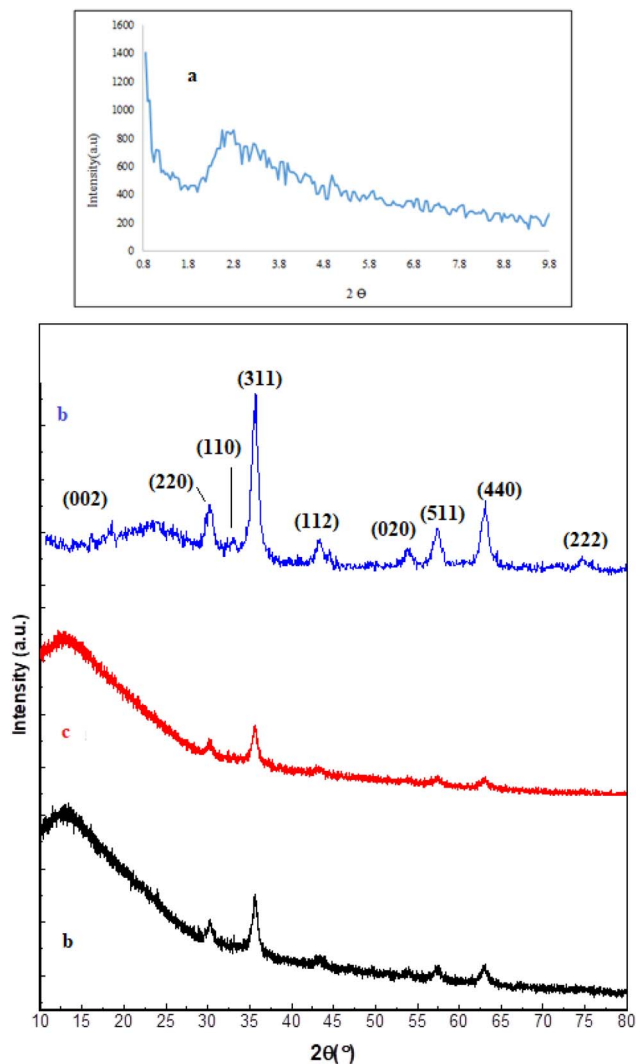 1600
1400
a
1200
1000
800
600
400
200
0
Intensity(a.u)
0.8 1.8 2.8 3.8 4.8 5.8 6.8 7.8 8.8 9.8
2 Θ
(311)
b
(110)
(440)
(220)
(002)
(511)
(112)
(020)
(222)
Intensity (a.u.)
c
b
10 15 20 25 30 35 40 45 50 55 60 65 70 75 80
2θ(°)